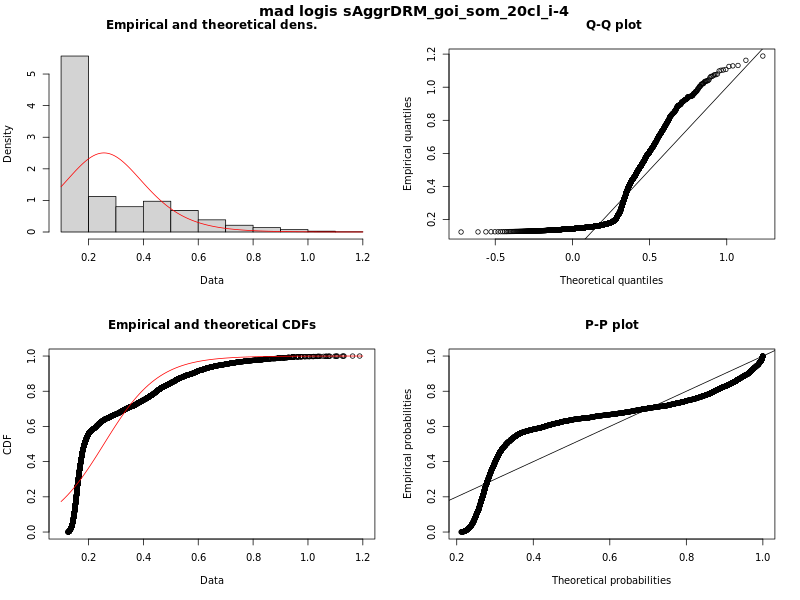 mad logis sAggrDRM_goi_som_20cl_i-4
Empirical and theoretical dens.
Density
0 1 2 3 4 5
0.2 0.4 0.6 0.8 1.0 1.2
Data
Q-Q plot
Empirical quantiles
0.2 0.4 0.6 0.8 1.0 1.2
-0.5 0.0 0.5 1.0
Theoretical quantiles
Empirical and theoretical CDFs
CDF
0.0 0.2 0.4 0.6 0.8 1.0
0.2 0.4 0.6 0.8 1.0 1.2
Data
P-P plot
Empirical probabilities
0.0 0.2 0.4 0.6 0.8 1.0
0.2 0.4 0.6 0.8 1.0
Theoretical probabilities